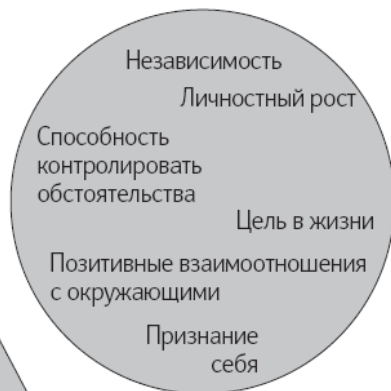 Независимость
Личностный рост
Способность
контролировать
обстоятельства
Цель в жизни
Позитивные взаимоотношения
с окружающими
Признание
себя